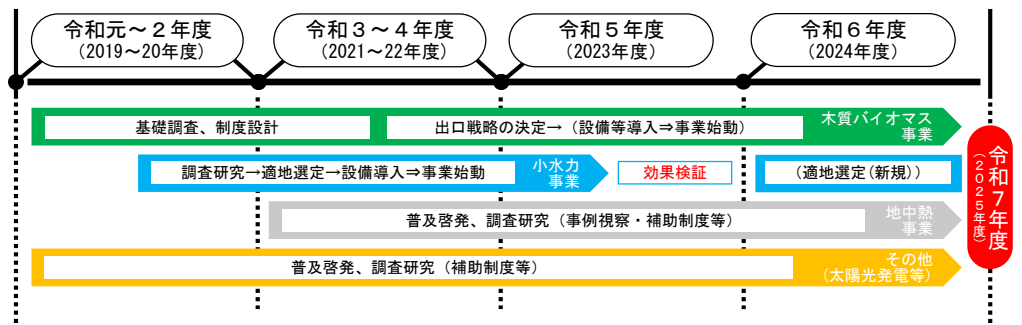 令和元～２年度
(2019～20年度)
令和３～４年度
(2021～22年度)
令和５年度
(2023年度)
令和６年度
(2024年度)
基礎調査、制度設計
出口戦略の決定→（設備等導入⇒事業始動）
木質バイオマス
事業
調査研究→適地選定→設備導入⇒事業始動
小水力
事業
効果検証
(適地選定(新規))
普及啓発、調査研究（事例視察・補助制度等）
地中熱
事業
普及啓発、調査研究（補助制度等）
その他
(太陽光発電等)
令和７年度
(2025年度)